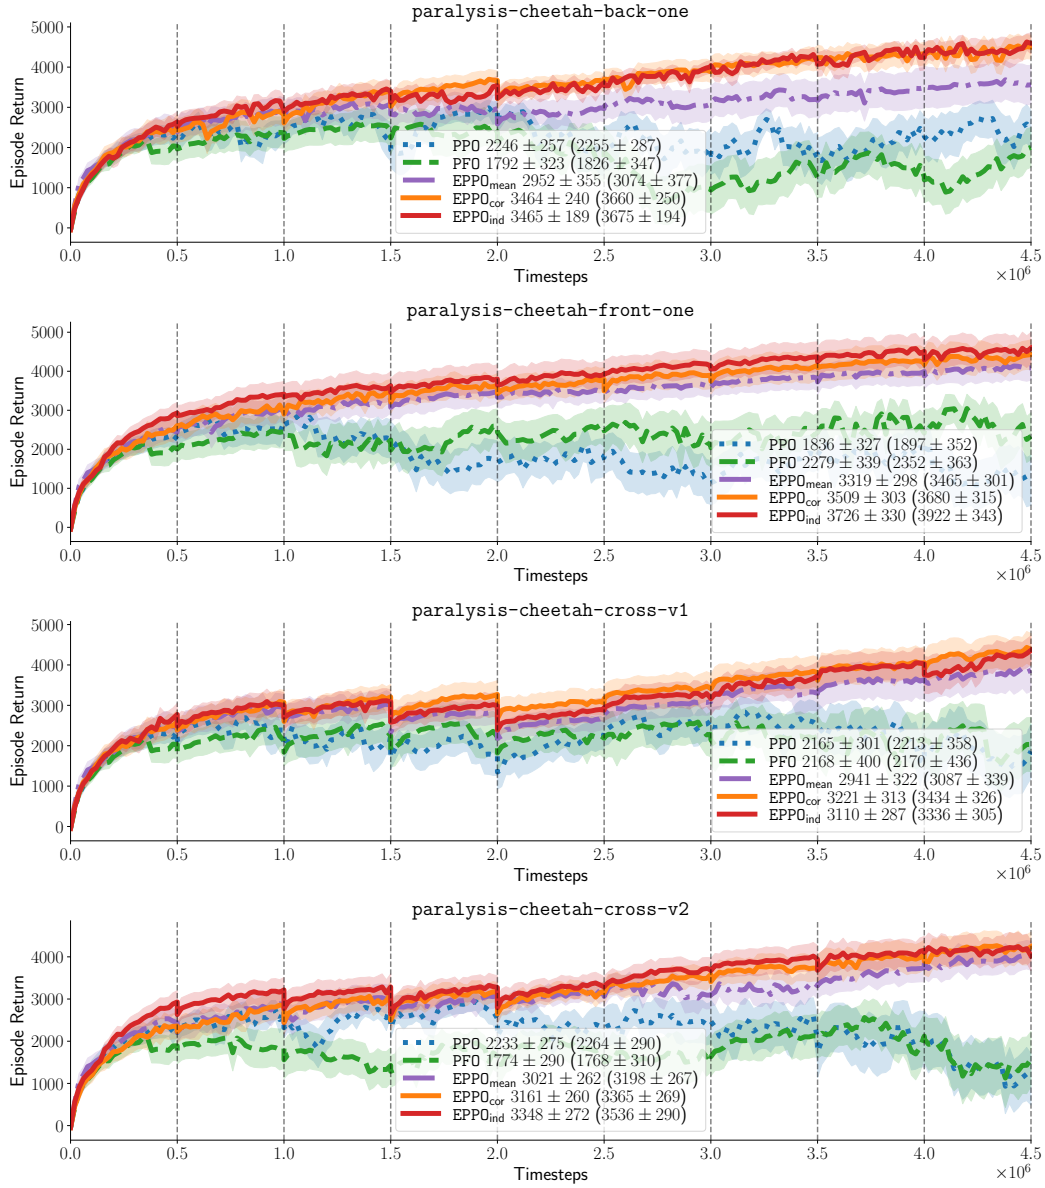 paralysis-cheetah-back-one
5000
4000
3000
2000
1000
0
Episode Return
PPO 2246 ± 257 (2255 ± 287)
PFO 1792 ± 323 (1826 ± 347)
EPPOmean 2952 ± 355 (3074 ± 377)
EPPOcor 3464 ± 240 (3660 ± 250)
EPPOind 3465 ± 189 (3675 ± 194)
0.0 0.5 1.0 1.5 2.0 2.5 3.0 3.5 4.0 4.5
Timesteps
×10⁶
paralysis-cheetah-front-one
5000
4000
3000
2000
1000
0
Episode Return
PPO 1836 ± 327 (1897 ± 352)
PFO 2279 ± 339 (2352 ± 363)
EPPOmean 3319 ± 298 (3465 ± 301)
EPPOcor 3509 ± 303 (3680 ± 315)
EPPOind 3726 ± 330 (3922 ± 343)
0.0 0.5 1.0 1.5 2.0 2.5 3.0 3.5 4.0 4.5
Timesteps
×10⁶
paralysis-cheetah-cross-v1
5000
4000
3000
2000
1000
0
Episode Return
PPO 2165 ± 301 (2213 ± 358)
PFO 2168 ± 400 (2170 ± 436)
EPPOmean 2941 ± 322 (3087 ± 339)
EPPOcor 3221 ± 313 (3434 ± 326)
EPPOind 3110 ± 287 (3336 ± 305)
0.0 0.5 1.0 1.5 2.0 2.5 3.0 3.5 4.0 4.5
Timesteps
×10⁶
paralysis-cheetah-cross-v2
4000
3000
2000
1000
0
Episode Return
PPO 2233 ± 275 (2264 ± 290)
PFO 1774 ± 290 (1768 ± 310)
EPPOmean 3021 ± 262 (3198 ± 267)
EPPOcor 3161 ± 260 (3365 ± 269)
EPPOind 3348 ± 272 (3536 ± 290)
0.0 0.5 1.0 1.5 2.0 2.5 3.0 3.5 4.0 4.5
Timesteps
×10⁶